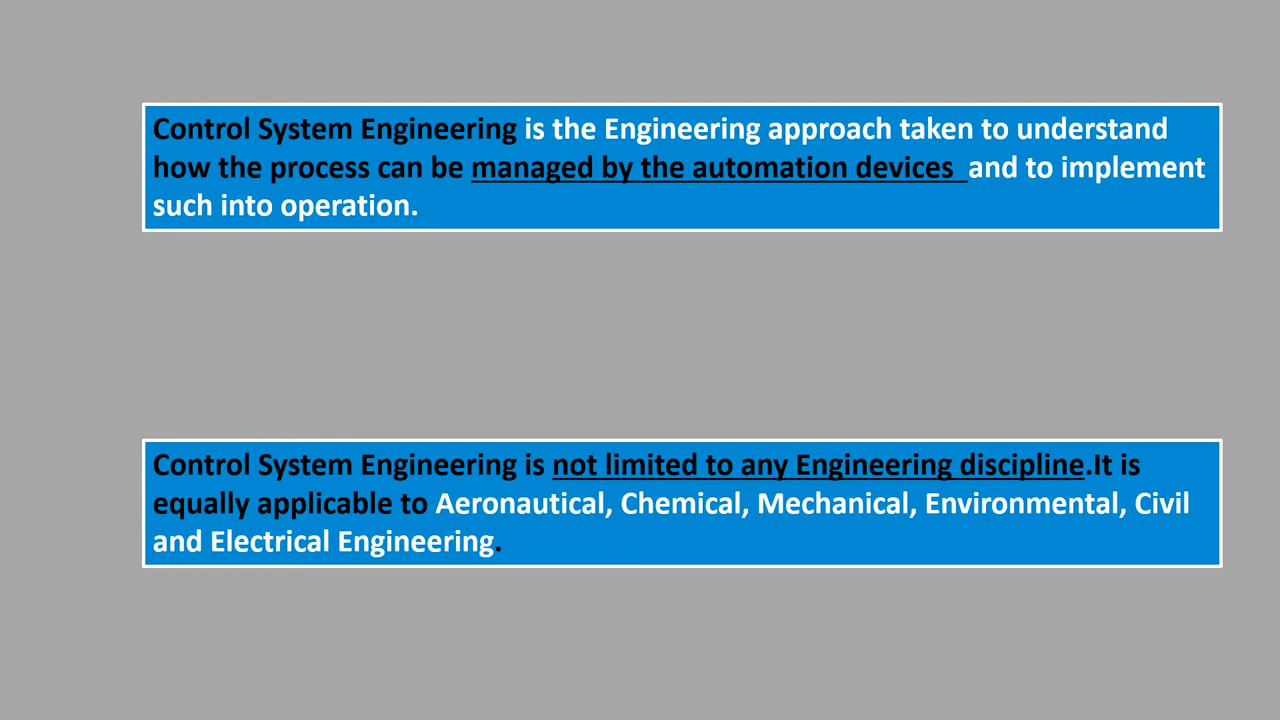 Control System Engineering is the Engineering approach taken to understand
how the process can be managed by the automation devices and to implement
such into operation.
Control System Engineering is not limited to any Engineering discipline.It is
equally applicable to Aeronautical, Chemical, Mechanical, Environmental, Civil
and Electrical Engineering.